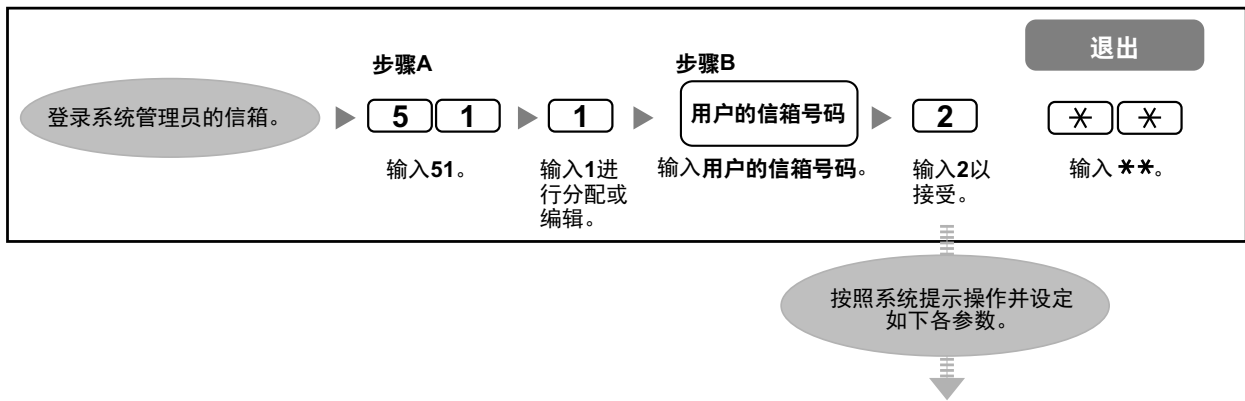 退出
步骤A
步骤B
登录系统管理员的信箱。
5 1
1
用户的信箱号码
2
* *
输入51。
输入1进
行分配或
编辑。
输入用户的信箱号码。
输入2以
接受。
输入 **。
按照系统提示操作并设定
如下各参数。